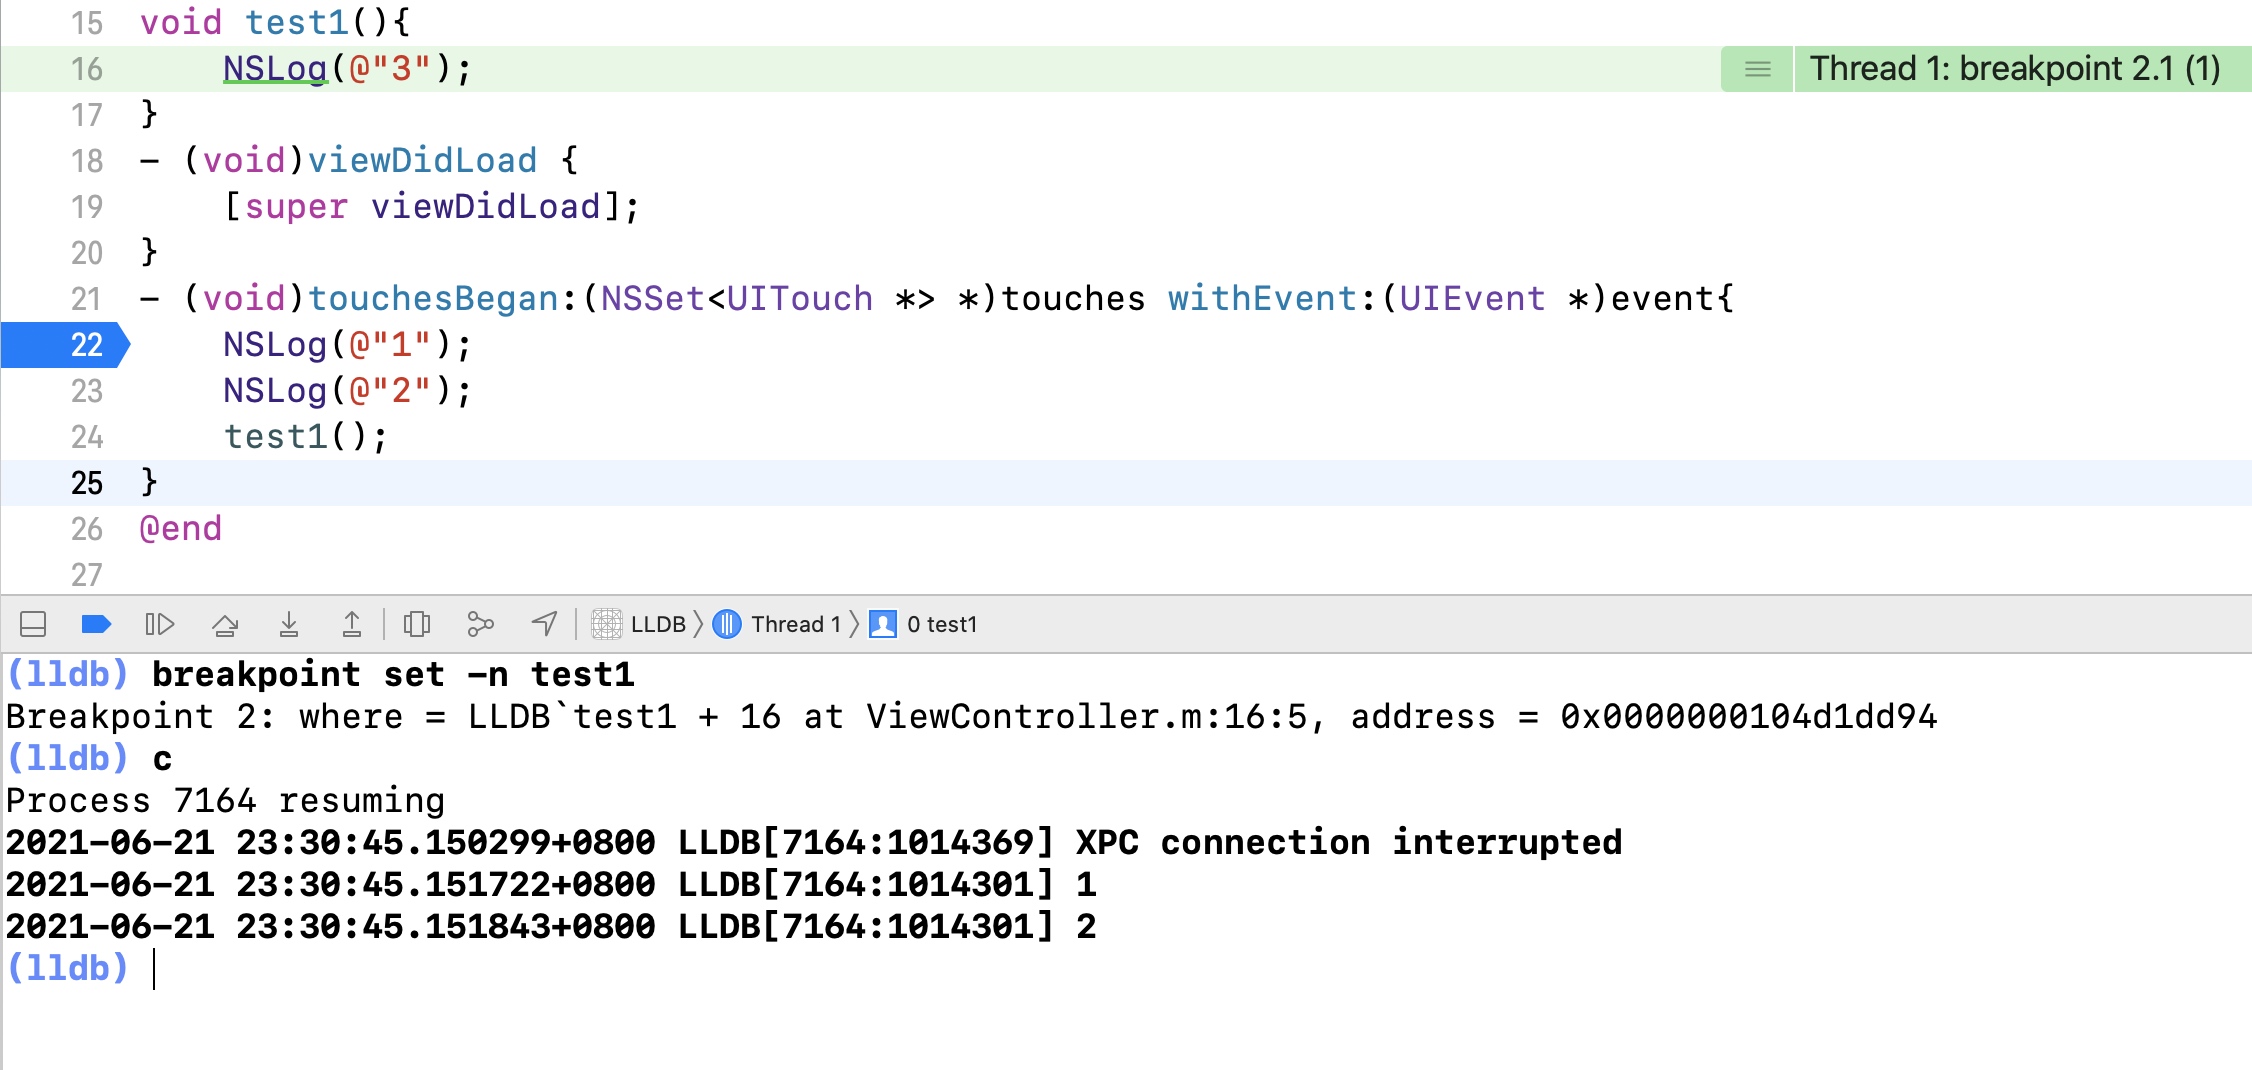 15 void test1(){
16     NSLog(@"3");    Thread 1: breakpoint 2.1 (1)
17 }
18 - (void)viewDidLoad {
19     [super viewDidLoad];
20 }
21 - (void)touchesBegan:(NSSet<UITouch *> *)touches withEvent:(UIEvent *)event{
22     NSLog(@"1");
23     NSLog(@"2");
24     test1();
25 }
26 @end
27
LLDB 〉 Thread 1 〉 0 test1
(lldb) breakpoint set -n test1
Breakpoint 2: where = LLDB`test1 + 16 at ViewController.m:16:5, address = 0x0000000104d1dd94
(lldb) c
Process 7164 resuming
2021-06-21 23:30:45.150299+0800 LLDB[7164:1014369] XPC connection interrupted
2021-06-21 23:30:45.151722+0800 LLDB[7164:1014301] 1
2021-06-21 23:30:45.151843+0800 LLDB[7164:1014301] 2
(lldb)